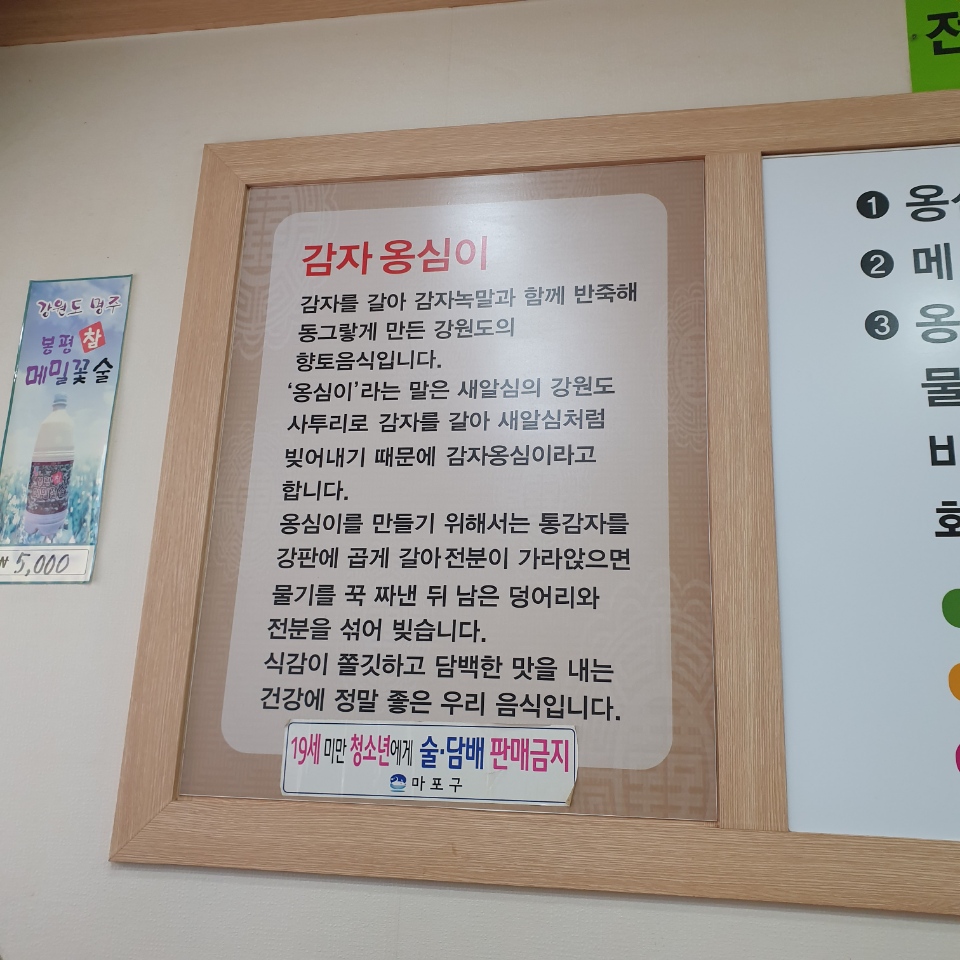 강원도 명주
봉평 참
메밀꽃술
₩ 5,000
감자 옹심이
감자를 갈아 감자녹말과 함께 반죽해
동그랗게 만든 강원도의
향토음식입니다.
‘옹심이’라는 말은 새알심의 강원도
사투리로 감자를 갈아 새알심처럼
빚어내기 때문에 감자옹심이라고
합니다.
옹심이를 만들기 위해서는 통감자를
강판에 곱게 갈아 전분이 가라앉으면
물기를 꾹 짜낸 뒤 남은 덩어리와
전분을 섞어 빚습니다.
식감이 쫄깃하고 담백한 맛을 내는
건강에 정말 좋은 우리 음식입니다.
19세 미만 청소년에게 술·담배 판매금지
마포구
전
❶ 옹
❷ 메
❸ 옹
물